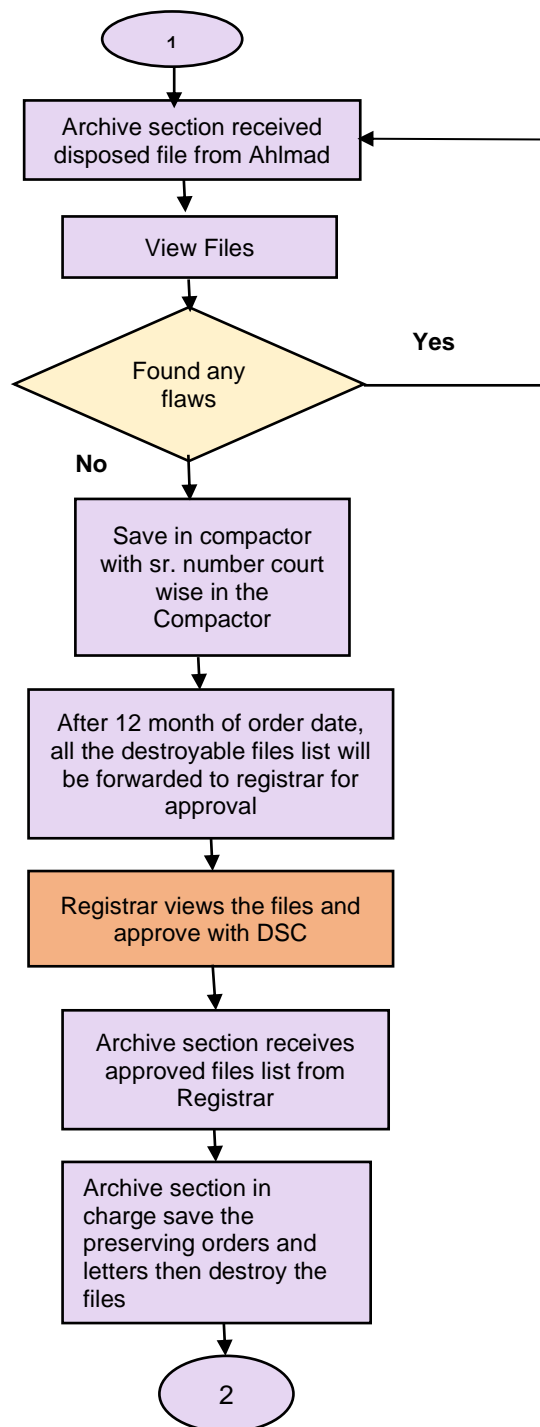 1
Archive section received
disposed file from Ahlmad
View Files
Found any
flaws
Yes
No
Save in compactor
with sr. number court
wise in the
Compactor
After 12 month of order date,
all the destroyable files list will
be forwarded to registrar for
approval
Registrar views the files and
approve with DSC
Archive section receives
approved files list from
Registrar
Archive section in
charge save the
preserving orders and
letters then destroy the
files
2